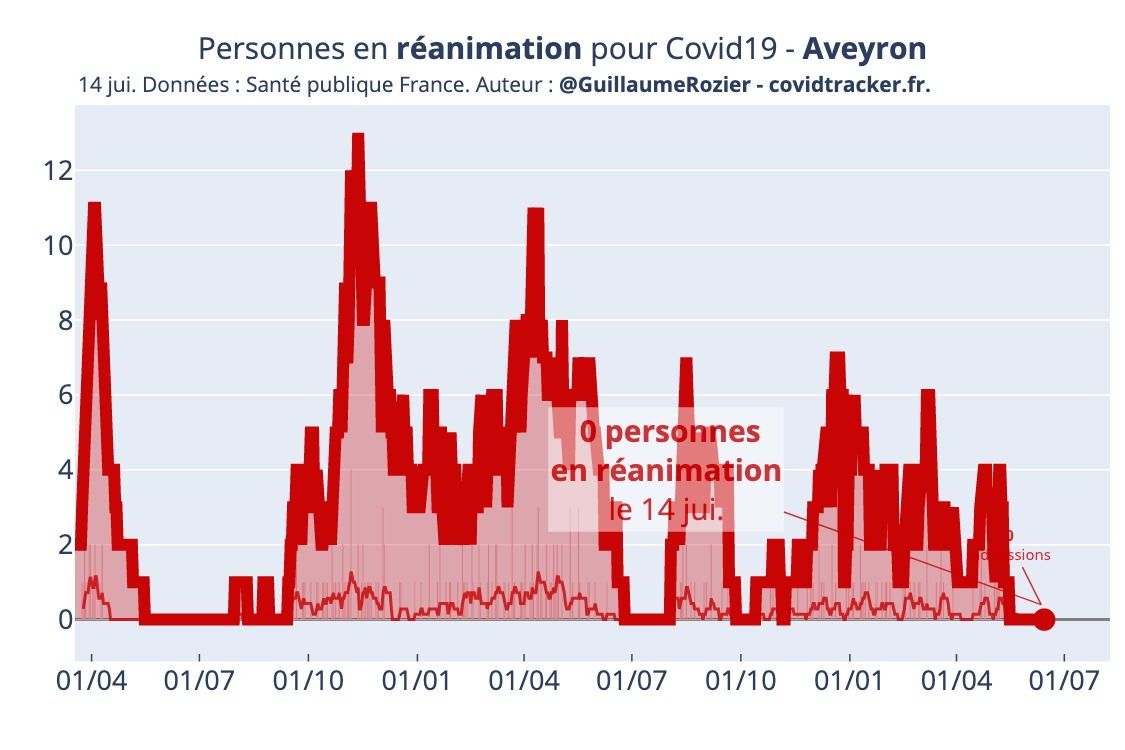 Personnes en réanimation pour Covid19 - Aveyron
14 jui. Données : Santé publique France. Auteur : @GuillaumeRozier - covidtracker.fr.
12
10
8
6
4
2
0
0 personnes
en réanimation
le 14 jui.
0
01/04 01/07 01/10 01/01 01/04 01/07 01/10 01/01 01/04 01/07